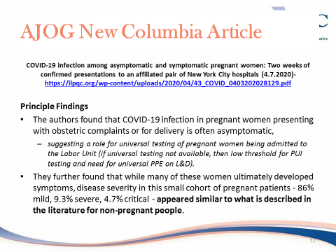 AJOG New Columbia Article
COVID-19 infection among asymptomatic and symptomatic pregnant women: Two weeks of
confirmed presentations to an affiliated pair of New York City hospitals (4.7.2020)-
https://ilpqc.org/wp-content/uploads/2020/04/43_COVID_0403202028129.pdf
Principle Findings
• The authors found that COVID-19 infection in pregnant women presenting
with obstetric complaints or for delivery is often asymptomatic,
• suggesting a role for universal testing of pregnant women being admitted to
the Labor Unit (if universal testing not available, then low threshold for PUI
testing and need for universal PPE on L&D).
• They further found that while many of these women ultimately developed
symptoms, disease severity in this small cohort of pregnant patients - 86%
mild, 9.3% severe, 4.7% critical - appeared similar to what is described in
the literature for non-pregnant people.